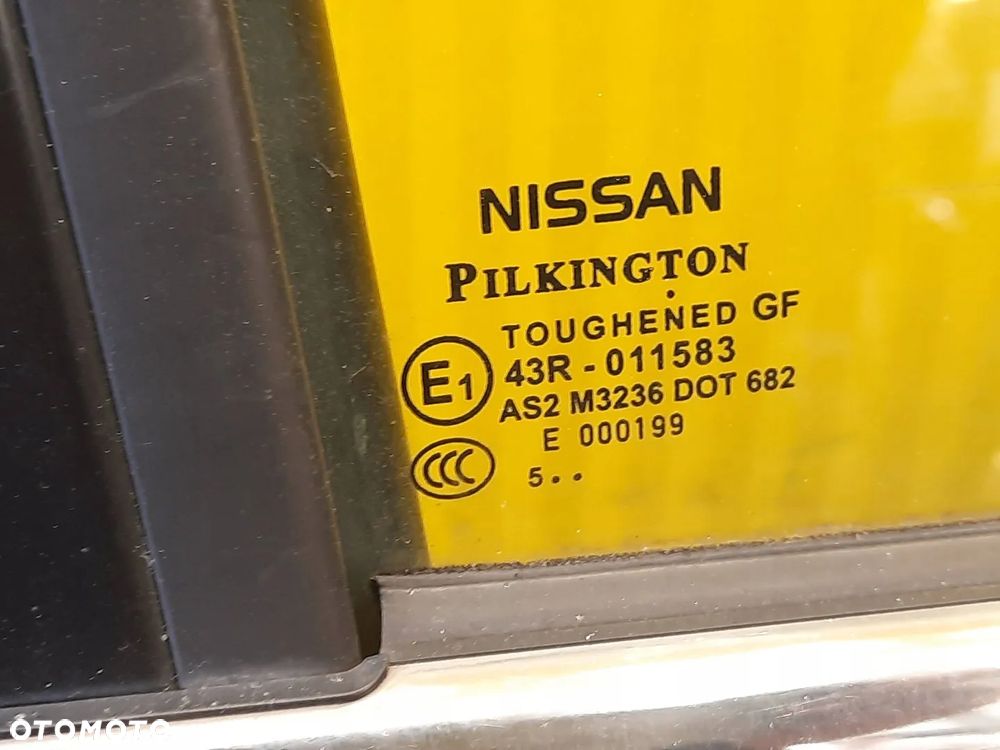 NISSAN
PILKINGTON
TOUGHENED GF
E1 43R - 011583
AS2 M3236 DOT 682
E 000199
CCC 5..
OTOMOTO